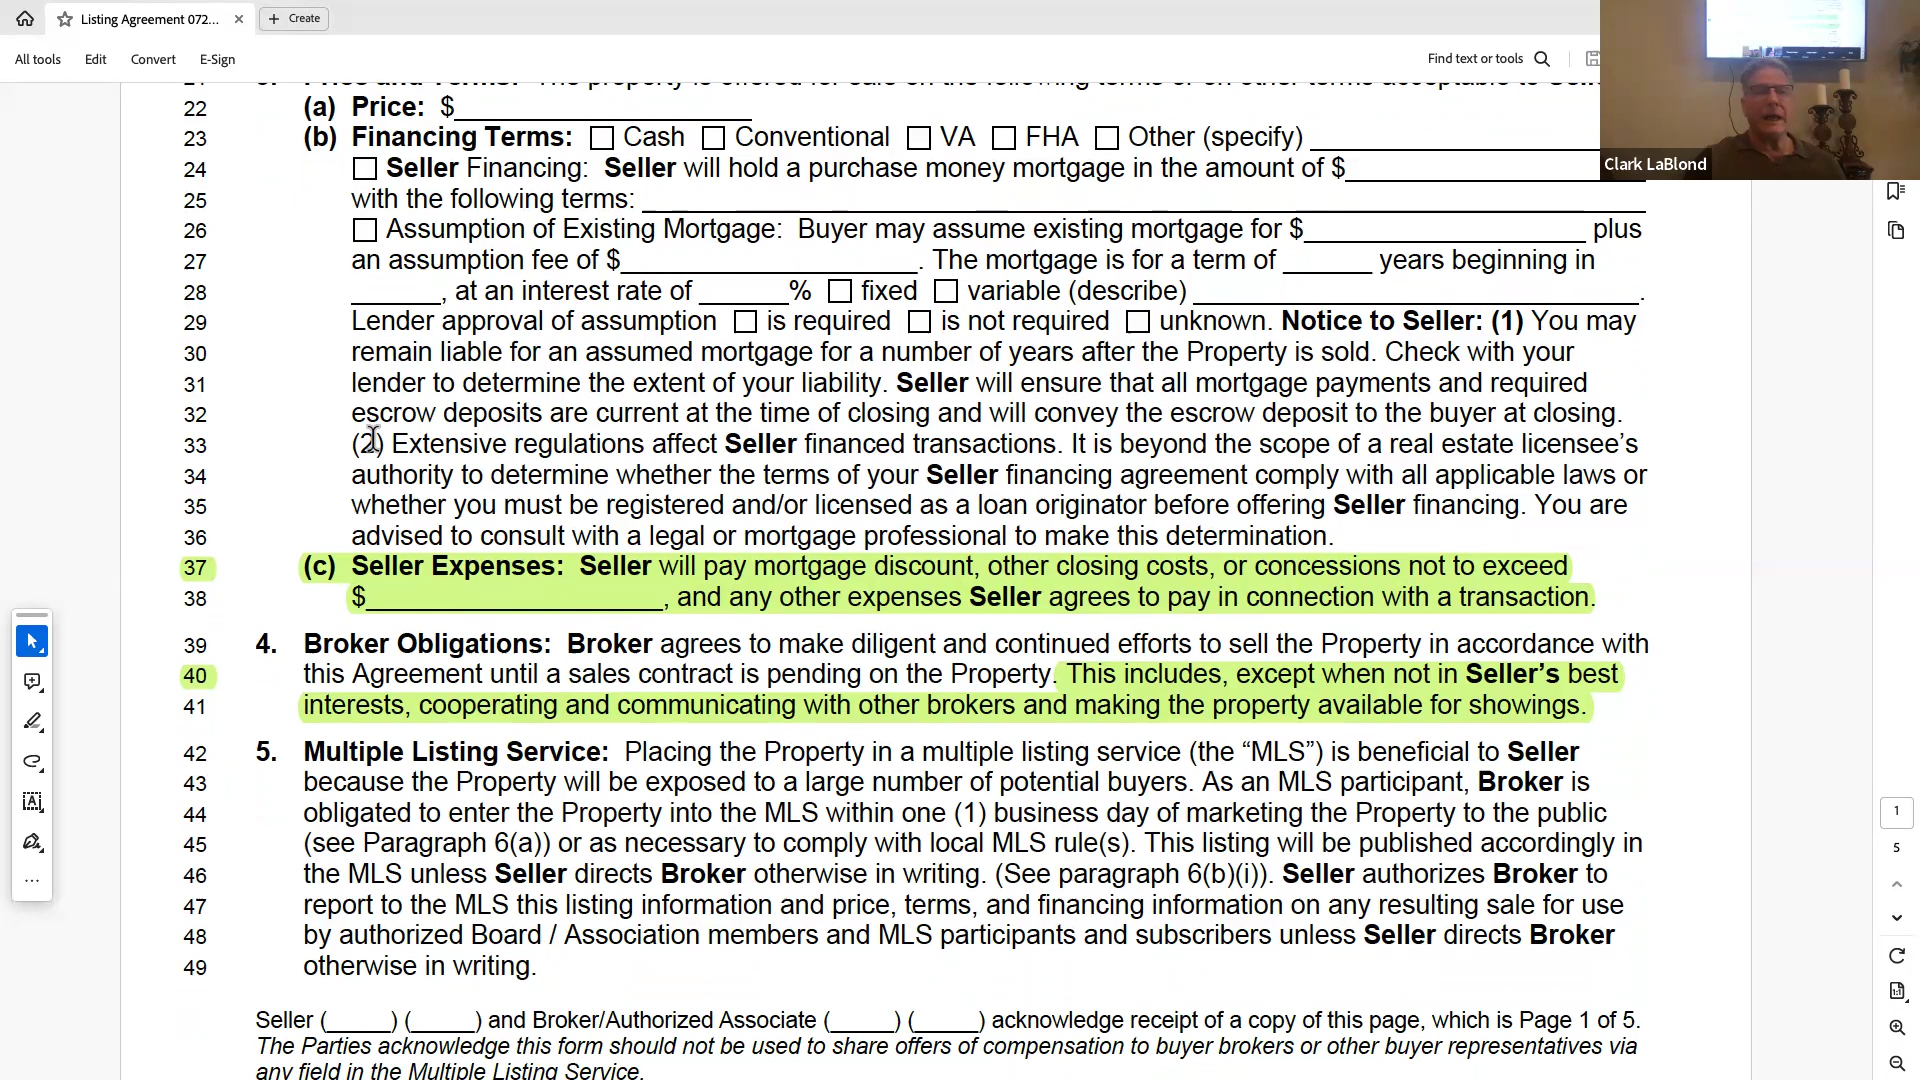 Listing Agreement 072...
Create
All tools
Edit
Convert
E-Sign
Find text or tools
Clark LaBlond
22 (a) Price: $____________________
23 (b) Financing Terms: ☐ Cash ☐ Conventional ☐ VA ☐ FHA ☐ Other (specify) ____________________
24 ☐ Seller Financing: Seller will hold a purchase money mortgage in the amount of $____________________
25 with the following terms: ____________________
26 ☐ Assumption of Existing Mortgage: Buyer may assume existing mortgage for $____________________ plus
27 an assumption fee of $____________________. The mortgage is for a term of ______ years beginning in
28 ______, at an interest rate of ______% ☐ fixed ☐ variable (describe) ____________________.
29 Lender approval of assumption ☐ is required ☐ is not required ☐ unknown. Notice to Seller: (1) You may
30 remain liable for an assumed mortgage for a number of years after the Property is sold. Check with your
31 lender to determine the extent of your liability. Seller will ensure that all mortgage payments and required
32 escrow deposits are current at the time of closing and will convey the escrow deposit to the buyer at closing.
33 (2) Extensive regulations affect Seller financed transactions. It is beyond the scope of a real estate licensee’s
34 authority to determine whether the terms of your Seller financing agreement comply with all applicable laws or
35 whether you must be registered and/or licensed as a loan originator before offering Seller financing. You are
36 advised to consult with a legal or mortgage professional to make this determination.
37 (c) Seller Expenses: Seller will pay mortgage discount, other closing costs, or concessions not to exceed
38 $____________________, and any other expenses Seller agrees to pay in connection with a transaction.
39 4. Broker Obligations: Broker agrees to make diligent and continued efforts to sell the Property in accordance with
40 this Agreement until a sales contract is pending on the Property. This includes, except when not in Seller’s best
41 interests, cooperating and communicating with other brokers and making the property available for showings.
42 5. Multiple Listing Service: Placing the Property in a multiple listing service (the “MLS”) is beneficial to Seller
43 because the Property will be exposed to a large number of potential buyers. As an MLS participant, Broker is
44 obligated to enter the Property into the MLS within one (1) business day of marketing the Property to the public
45 (see Paragraph 6(a)) or as necessary to comply with local MLS rule(s). This listing will be published accordingly in
46 the MLS unless Seller directs Broker otherwise in writing. (See paragraph 6(b)(i)). Seller authorizes Broker to
47 report to the MLS this listing information and price, terms, and financing information on any resulting sale for use
48 by authorized Board / Association members and MLS participants and subscribers unless Seller directs Broker
49 otherwise in writing.
Seller (_____) (_____) and Broker/Authorized Associate (_____) (_____) acknowledge receipt of a copy of this page, which is Page 1 of 5.
The Parties acknowledge this form should not be used to share offers of compensation to buyer brokers or other buyer representatives via
any field in the Multiple Listing Service.
1
5